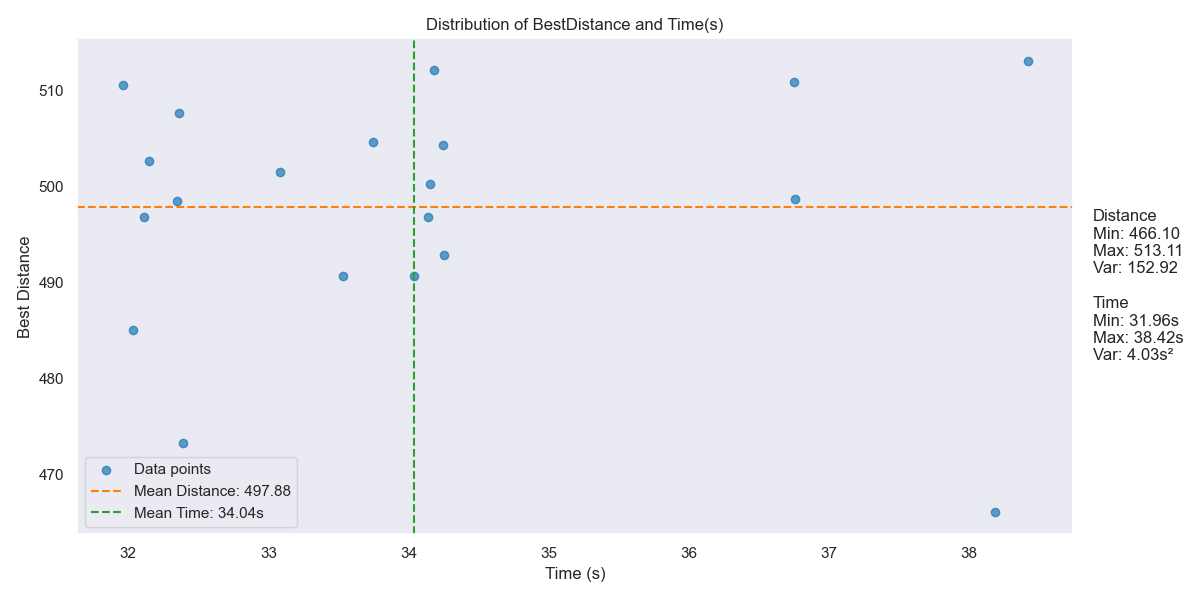 Distribution of BestDistance and Time(s)
Best Distance
510
500
490
480
470
Data points
Mean Distance: 497.88
Mean Time: 34.04s
32
33
34
35
36
37
38
Time (s)
Distance
Min: 466.10
Max: 513.11
Var: 152.92
Time
Min: 31.96s
Max: 38.42s
Var: 4.03s²